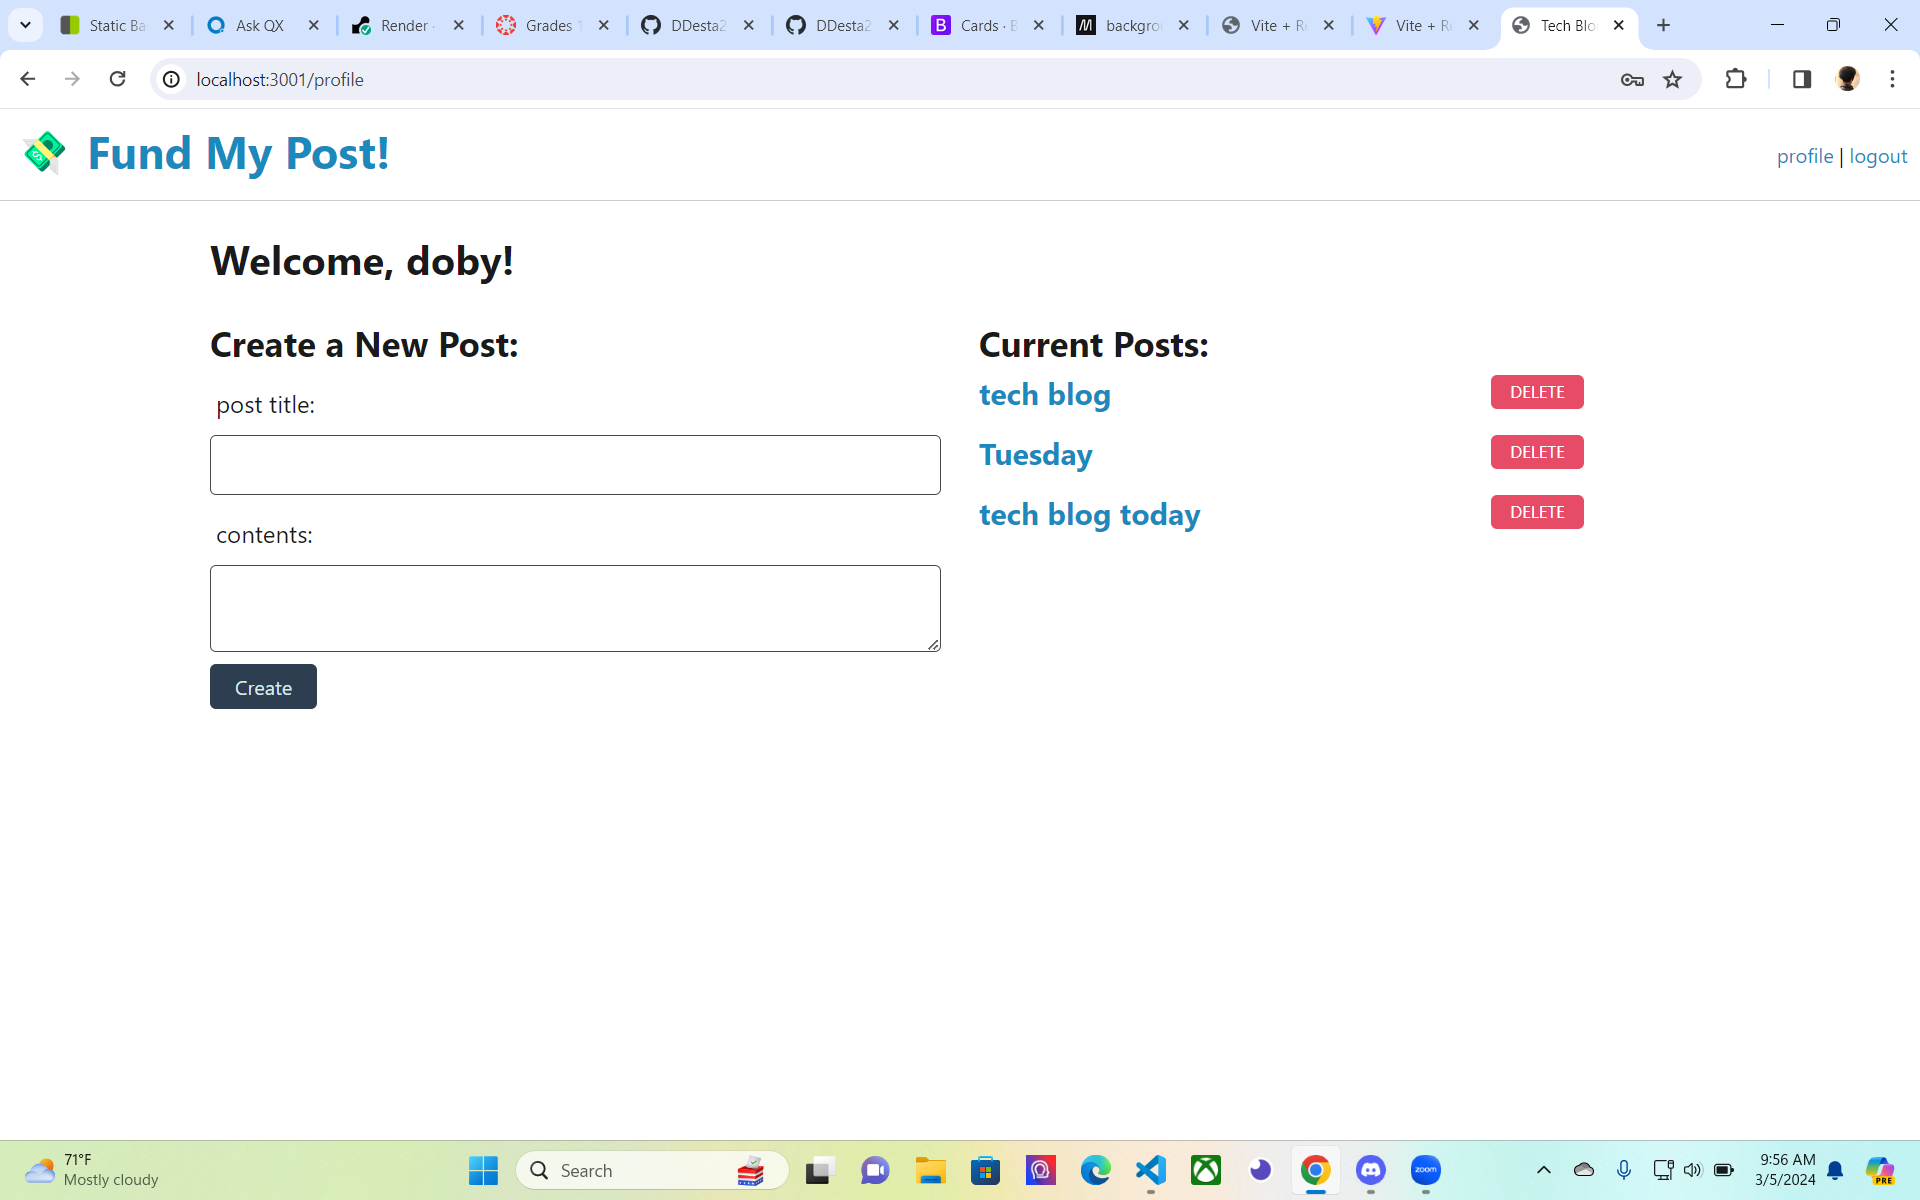 Static Ba
Ask QX
Render ·
Grades
DDesta2
DDesta2
Cards · B
backgro
Vite + R
Vite + R
Tech Blo
localhost:3001/profile
Fund My Post!
profile | logout
Welcome, doby!
Create a New Post:
post title:
contents:
Create
Current Posts:
tech blog DELETE
Tuesday DELETE
tech blog today DELETE
71°F
Mostly cloudy
Search
zoom
PRE
9:56 AM
3/5/2024